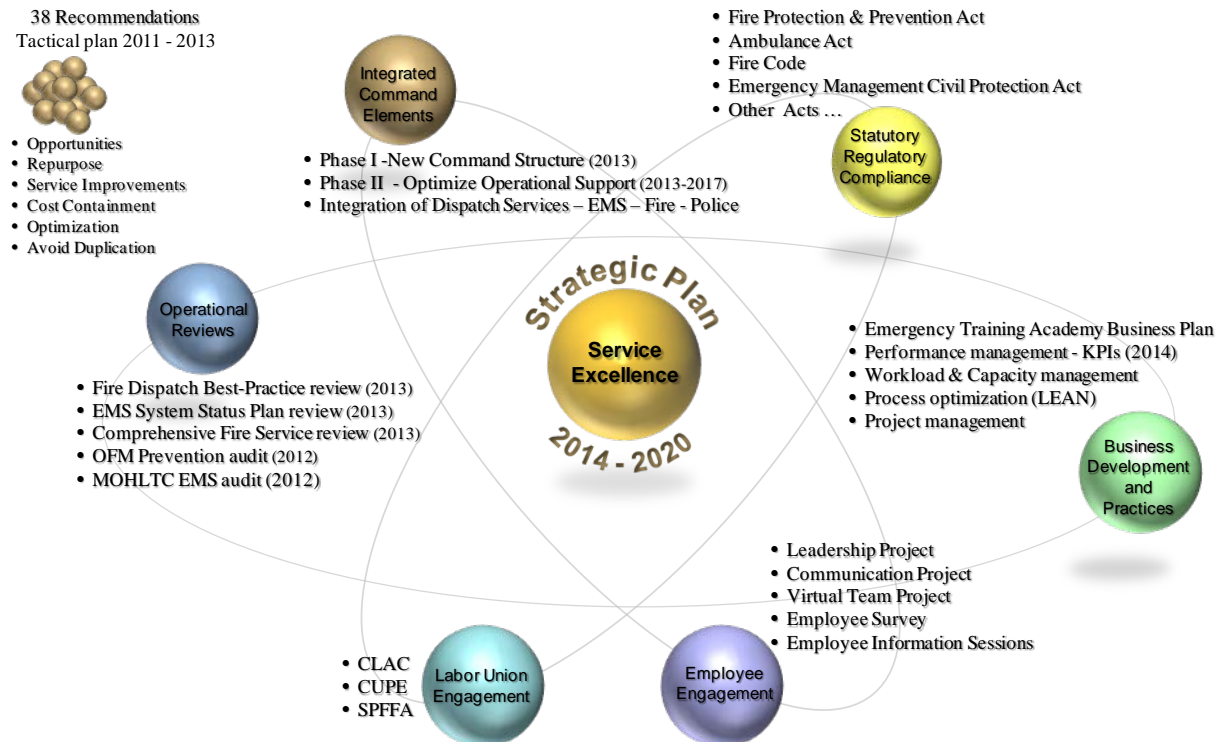 38 Recommendations
Tactical plan 2011 - 2013
• Opportunities
• Repurpose
• Service Improvements
• Cost Containment
• Optimization
• Avoid Duplication
Integrated
Command
Elements
• Phase I -New Command Structure (2013)
• Phase II - Optimize Operational Support (2013-2017)
• Integration of Dispatch Services – EMS – Fire - Police
• Fire Protection & Prevention Act
• Ambulance Act
• Fire Code
• Emergency Management Civil Protection Act
• Other Acts …
Statutory
Regulatory
Compliance
Operational
Reviews
• Fire Dispatch Best-Practice review (2013)
• EMS System Status Plan review (2013)
• Comprehensive Fire Service review (2013)
• OFM Prevention audit (2012)
• MOHLTC EMS audit (2012)
Strategic Plan
Service
Excellence
2014 - 2020
• Emergency Training Academy Business Plan
• Performance management - KPIs (2014)
• Workload & Capacity management
• Process optimization (LEAN)
• Project management
Business
Development
and
Practices
• Leadership Project
• Communication Project
• Virtual Team Project
• Employee Survey
• Employee Information Sessions
• CLAC
• CUPE
• SPFFA
Labor Union
Engagement
Employee
Engagement